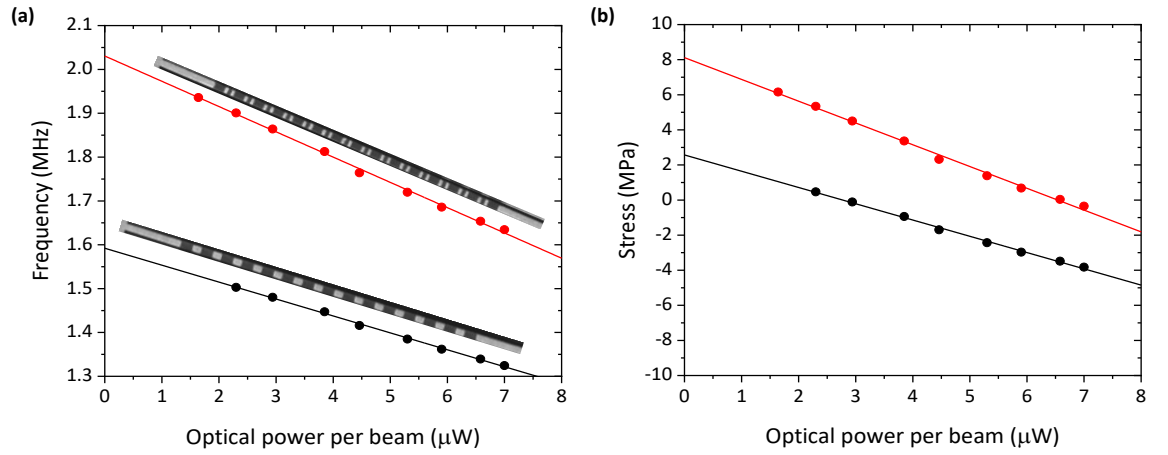 (a)
2.1
2.0
1.9
1.8
1.7
1.6
1.5
1.4
1.3
Frequency (MHz)
0 1 2 3 4 5 6 7 8
Optical power per beam (μW)
(b)
10
8
6
4
2
0
-2
-4
-6
-8
-10
Stress (MPa)
0 1 2 3 4 5 6 7 8
Optical power per beam (μW)